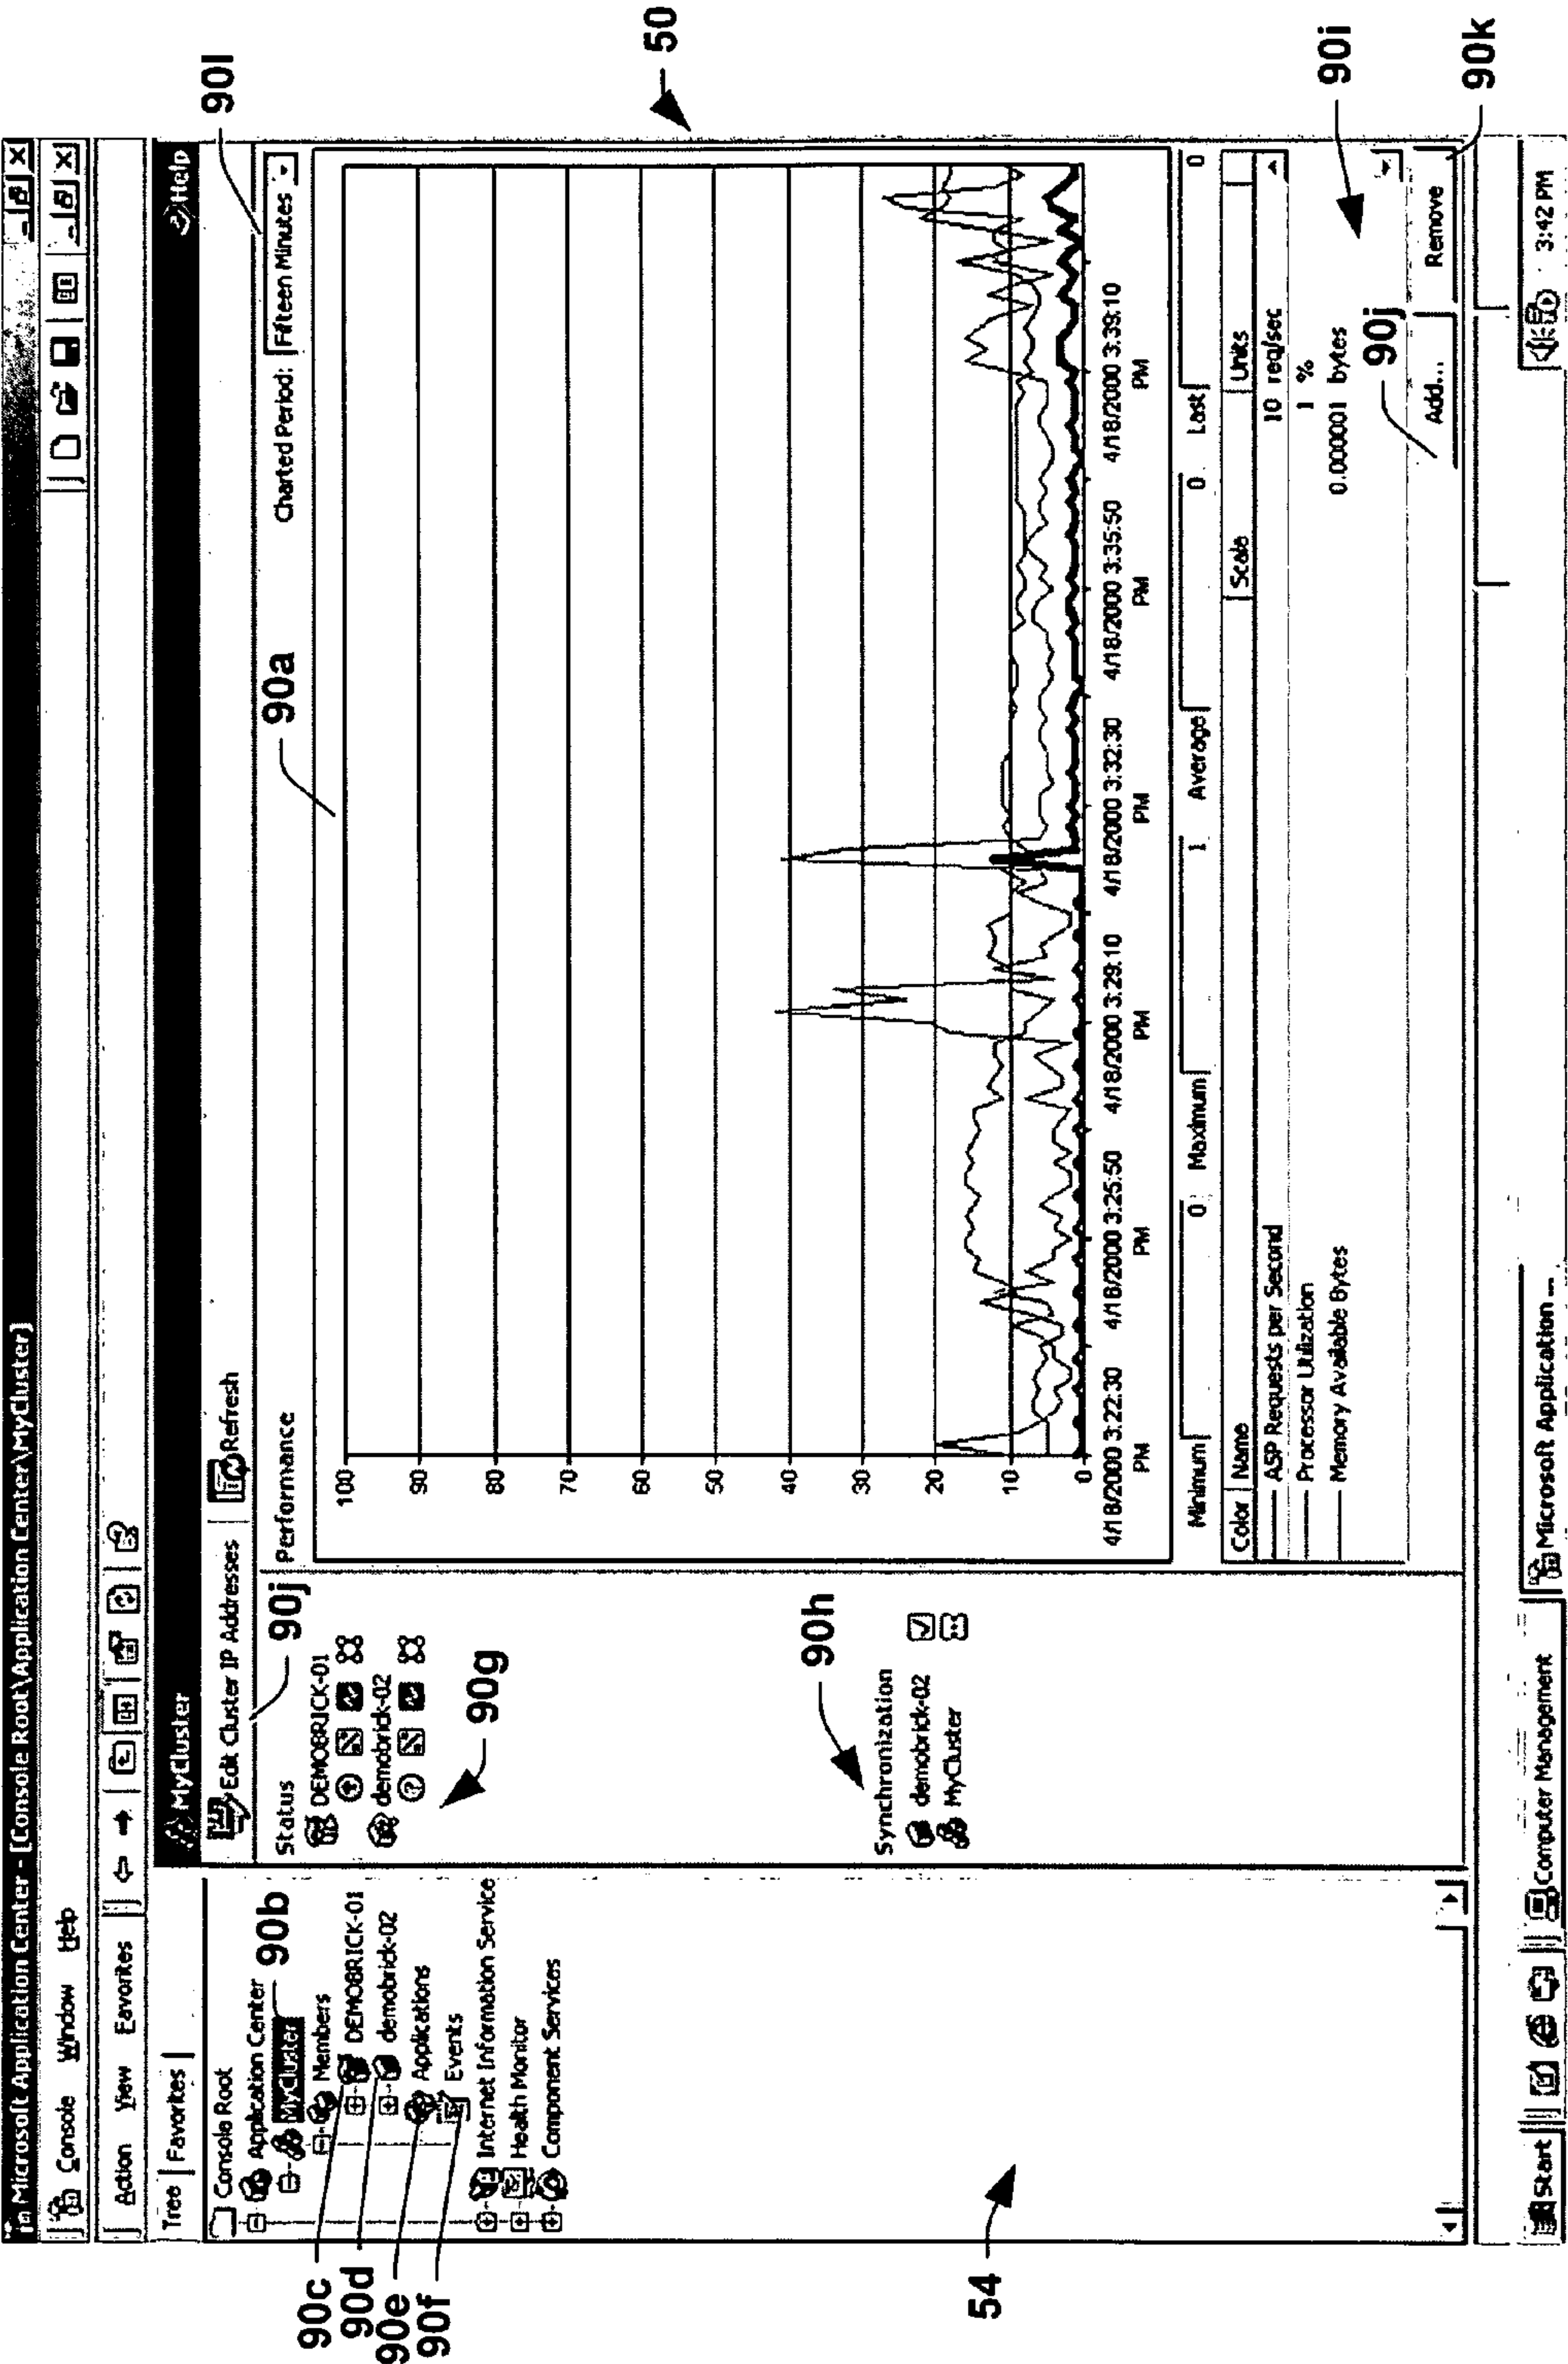 Microsoft Application Center - [Console Root\Application Center\MyCluster]
Console Window Help
Action View Favorites
Tree Favorites
Console Root
Application Center
MyCluster
90b
Members
DEMOBRICK-01
demobrick-02
Applications
Events
Internet Information Service
Health Monitor
Component Services
90c
90d
90e
90f
54
MyCluster
Help
Edit Cluster IP Addresses
Refresh
90j
90l
Status
DEMOBRICK-01
demobrick-02
90g
90h
Synchronization
demobrick-02
MyCluster
Performance
90a
Charted Period: Fifteen Minutes
50
100
90
80
70
60
50
40
30
20
10
0
4/18/2000 3:22:30 PM
4/18/2000 3:25:50 PM
4/18/2000 3:29:10 PM
4/18/2000 3:32:30 PM
4/18/2000 3:35:50 PM
4/18/2000 3:39:10 PM
Minimum 0 Maximum 1 Average 0 Last 0
Color Name Scale Units
ASP Requests per Second 10 req/sec
Processor Utilization 1 %
Memory Available Bytes 0.000001 bytes
90i
90j
Add... Remove
90k
Start
Computer Management
Microsoft Application ...
3:42 PM